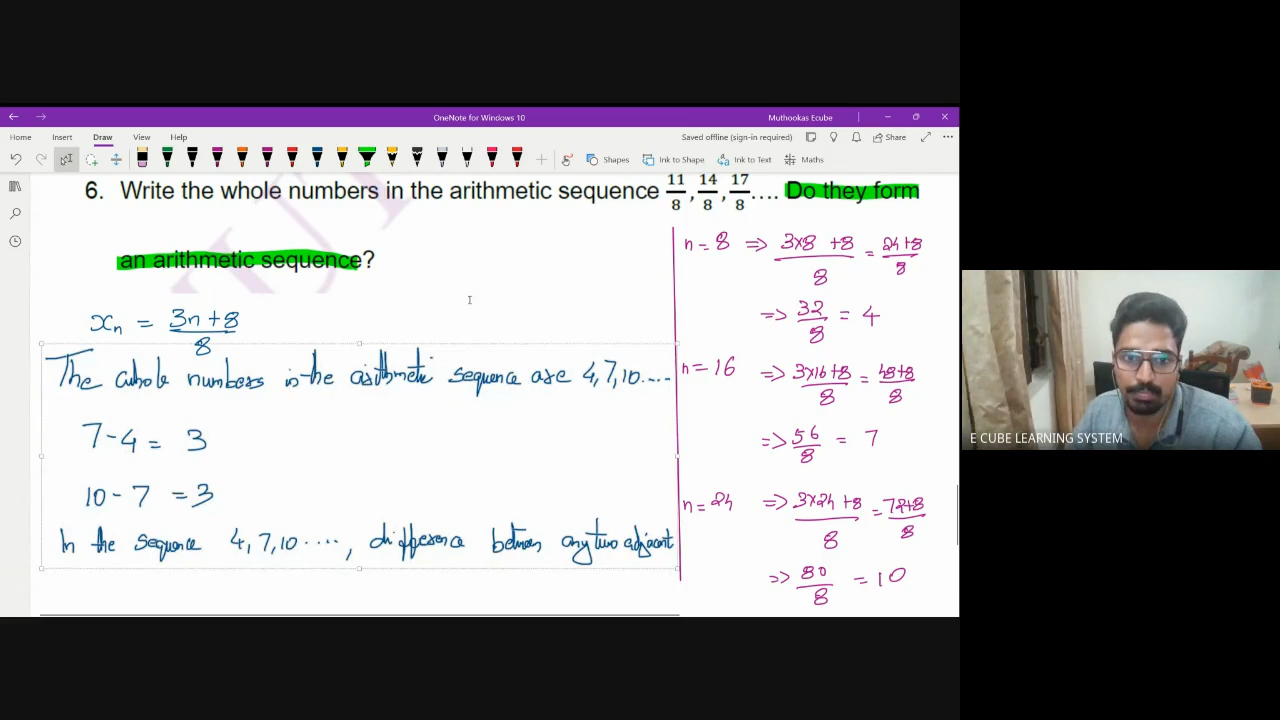 OneNote for Windows 10
Muthookas Ecube
Home Insert Draw View Help
Saved offline (sign-in required)
Share
Shapes
Ink to Shape
Ink to Text
Maths
6. Write the whole numbers in the arithmetic sequence 11/8, 14/8, 17/8.... Do they form
an arithmetic sequence?
xn = 3n+8/8
The whole numbers in the arithmetic sequence are 4,7,10....
7-4 = 3
10-7 = 3
In the sequence 4,7,10....., difference between any two adjacent
n=8 => 3×8+8/8 = 24+8/8
=> 32/8 = 4
n=16 => 3×16+8/8 = 48+8/8
=> 56/8 = 7
n=24 => 3×24+8/8 = 72+8/8
=> 80/8 = 10
E CUBE LEARNING SYSTEM